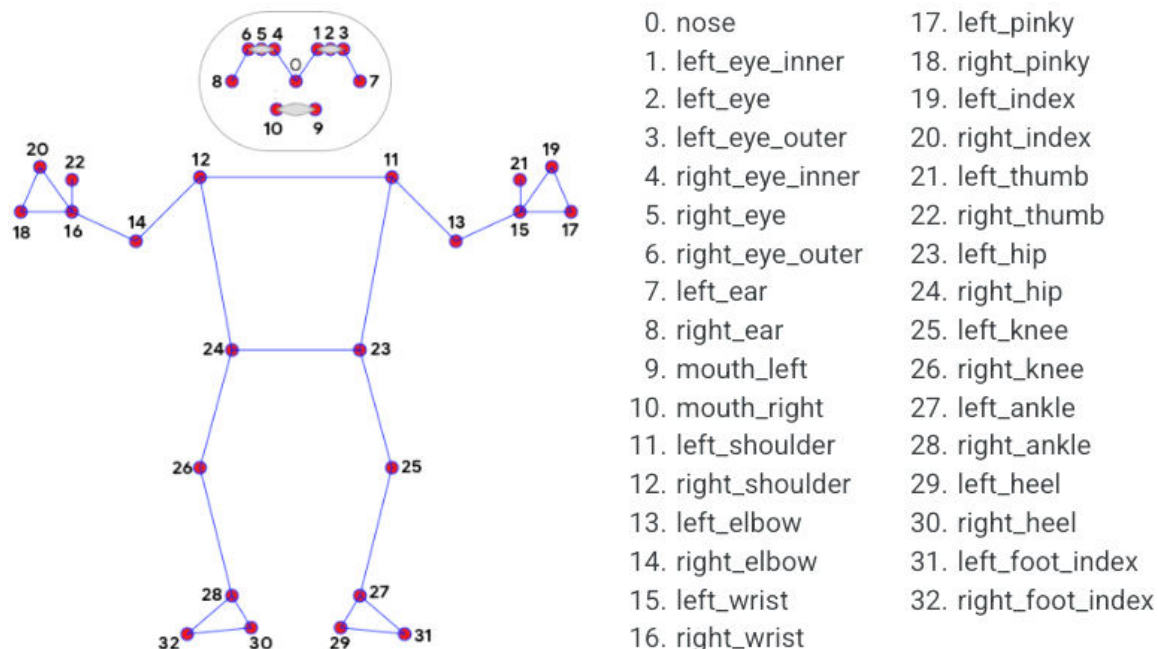 6 5 4 1 2 3
0
8 7
10 9
20 22 12 11 21 19
18 16 14 13 15 17
24 23
26 25
28 27
32 30 29 31
0. nose
1. left_eye_inner
2. left_eye
3. left_eye_outer
4. right_eye_inner
5. right_eye
6. right_eye_outer
7. left_ear
8. right_ear
9. mouth_left
10. mouth_right
11. left_shoulder
12. right_shoulder
13. left_elbow
14. right_elbow
15. left_wrist
16. right_wrist
17. left_pinky
18. right_pinky
19. left_index
20. right_index
21. left_thumb
22. right_thumb
23. left_hip
24. right_hip
25. left_knee
26. right_knee
27. left_ankle
28. right_ankle
29. left_heel
30. right_heel
31. left_foot_index
32. right_foot_index